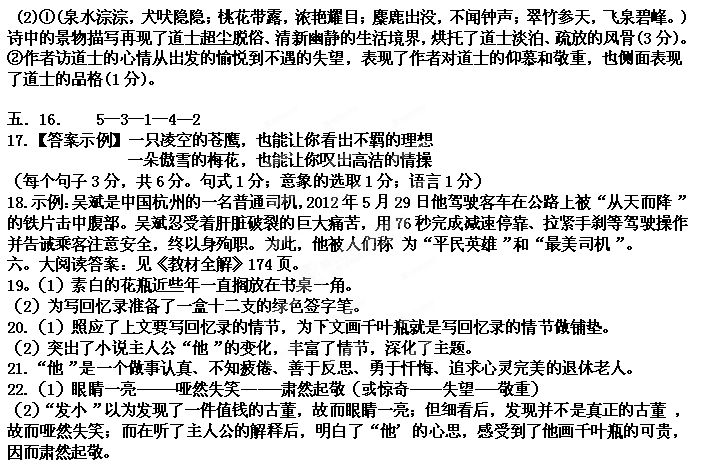 (2)①(泉水淙淙，犬吠隐隐；桃花带露，浓艳耀目；麋鹿出没，不闻钟声；翠竹参天，飞泉碧峰。)
诗中的景物描写再现了道士超尘脱俗、清新幽静的生活境界，烘托了道士淡泊、疏放的风骨(3分)。
②作者访道士的心情从出发的愉悦到不遇的失望，表现了作者对道士的仰慕和敬重，也侧面表现
了道士的品格(1分)。
五．16. 5—3—1—4—2
17．【答案示例】一只凌空的苍鹰，也能让你看出不羁的理想
一朵傲雪的梅花，也能让你叹出高洁的情操
（每个句子3分，共6分。句式1分；意象的选取1分；语言1分）
18.示例:吴斌是中国杭州的一名普通司机，2012年5月29日他驾驶客车在公路上被“从天而降”
的铁片击中腹部。吴斌忍受着肝脏破裂的巨大痛苦，用76秒完成减速停靠、拉紧手刹等驾驶操作
并告诫乘客注意安全，终以身殉职。为此，他被人们称 为“平民英雄”和“最美司机”。
六。大阅读答案：见《教材全解》174页。
19。（1）素白的花瓶近些年一直搁放在书桌一角。
（2）为写回忆录准备了一盒十二支的绿色签字笔。
20．（1）照应了上文要写回忆录的情节，为下文画千叶瓶就是写回忆录的情节做铺垫。
（2）突出了小说主人公“他”的变化，丰富了情节，深化了主题。
21．“他”是一个做事认真、不知疲倦、善于反思、勇于忏悔、追求心灵完美的退休老人。
22．（1）眼睛一亮———哑然失笑———肃然起敬（或惊奇——失望——敬重）
（2）“发小”以为发现了一件值钱的古董，故而眼睛一亮；但细看后，发现并不是真正的古董 ，
故而哑然失笑；而在听了主人公的解释后，明白了“他’的心思，感受到了他画千叶瓶的可贵，
因而肃然起敬。